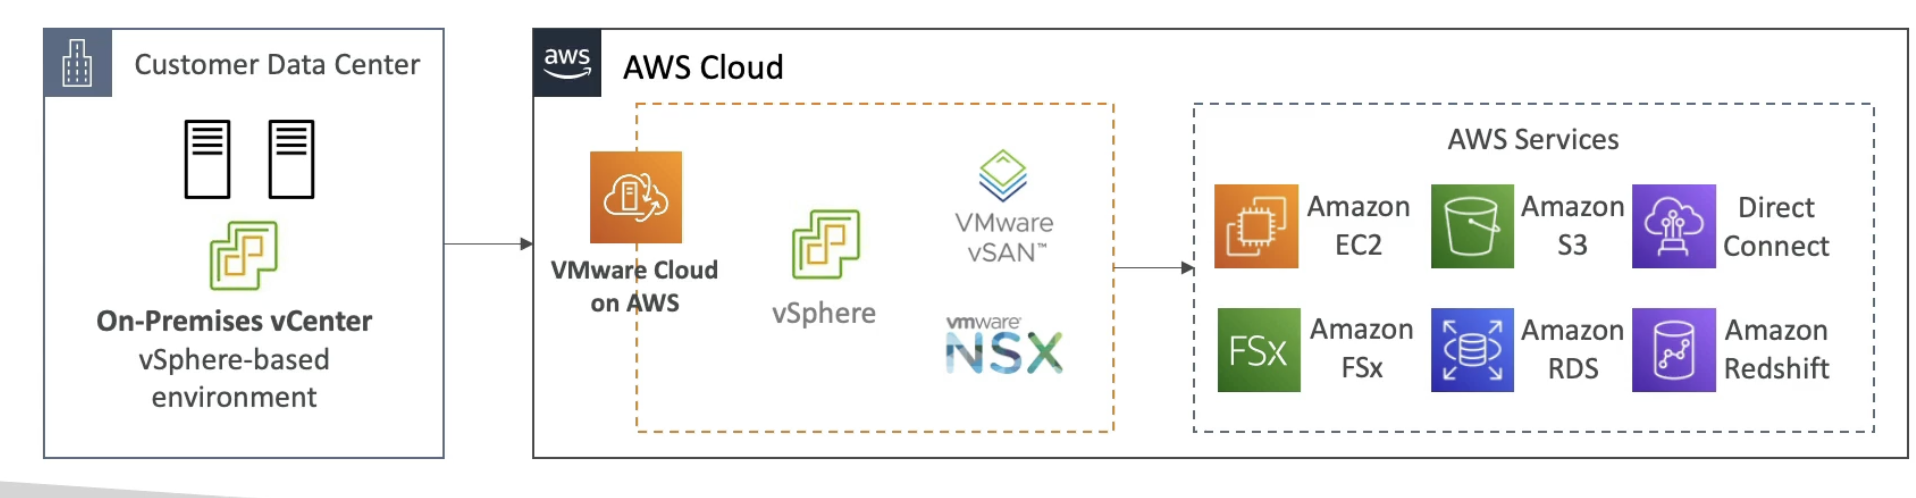 Customer Data Center
On-Premises vCenter
vSphere-based
environment
aws
AWS Cloud
VMware Cloud
on AWS
vSphere
VMware
vSAN™
vmware®
NSX
AWS Services
Amazon
EC2
Amazon
S3
Direct
Connect
FSx
Amazon
FSx
Amazon
RDS
Amazon
Redshift